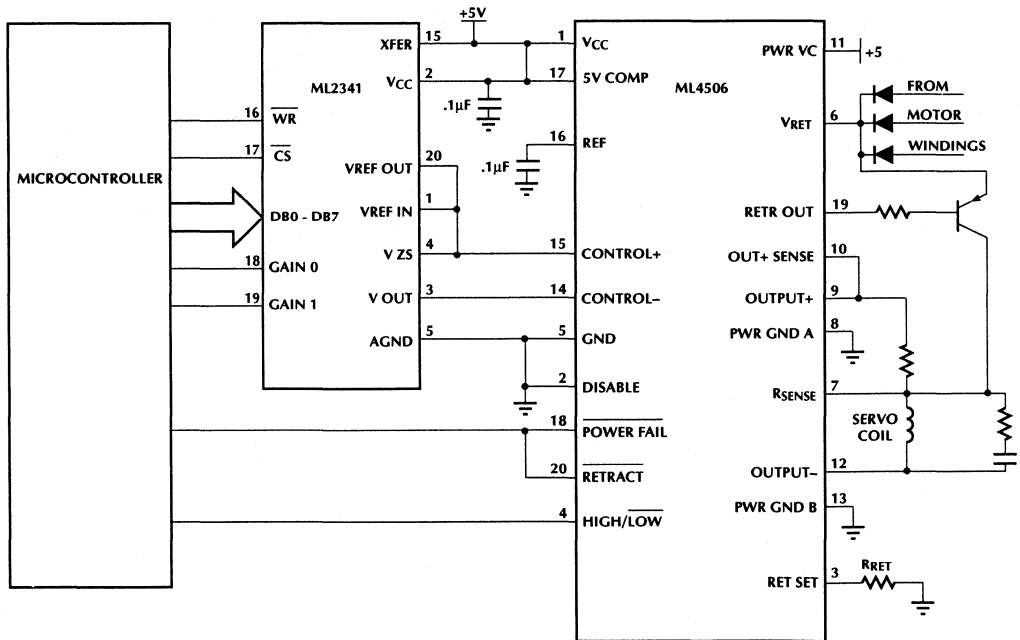 MICROCONTROLLER
ML2341
16 WR
17 CS
DB0 - DB7
18 GAIN 0
19 GAIN 1
+5V
XFER 15
VCC 2
.1µF
VREF OUT 20
VREF IN 1
V ZS 4
V OUT 3
AGND 5
ML4506
1 VCC
17 5V COMP
16 REF
.1µF
15 CONTROL+
14 CONTROL–
5 GND
2 DISABLE
18 POWER FAIL
20 RETRACT
4 HIGH/LOW
PWR VC 11 +5
VRET 6
FROM
MOTOR
WINDINGS
RETR OUT 19
OUT+ SENSE 10
OUTPUT+ 9
PWR GND A 8
RSENSE 7
SERVO
COIL
OUTPUT– 12
PWR GND B 13
RET SET 3
RRET